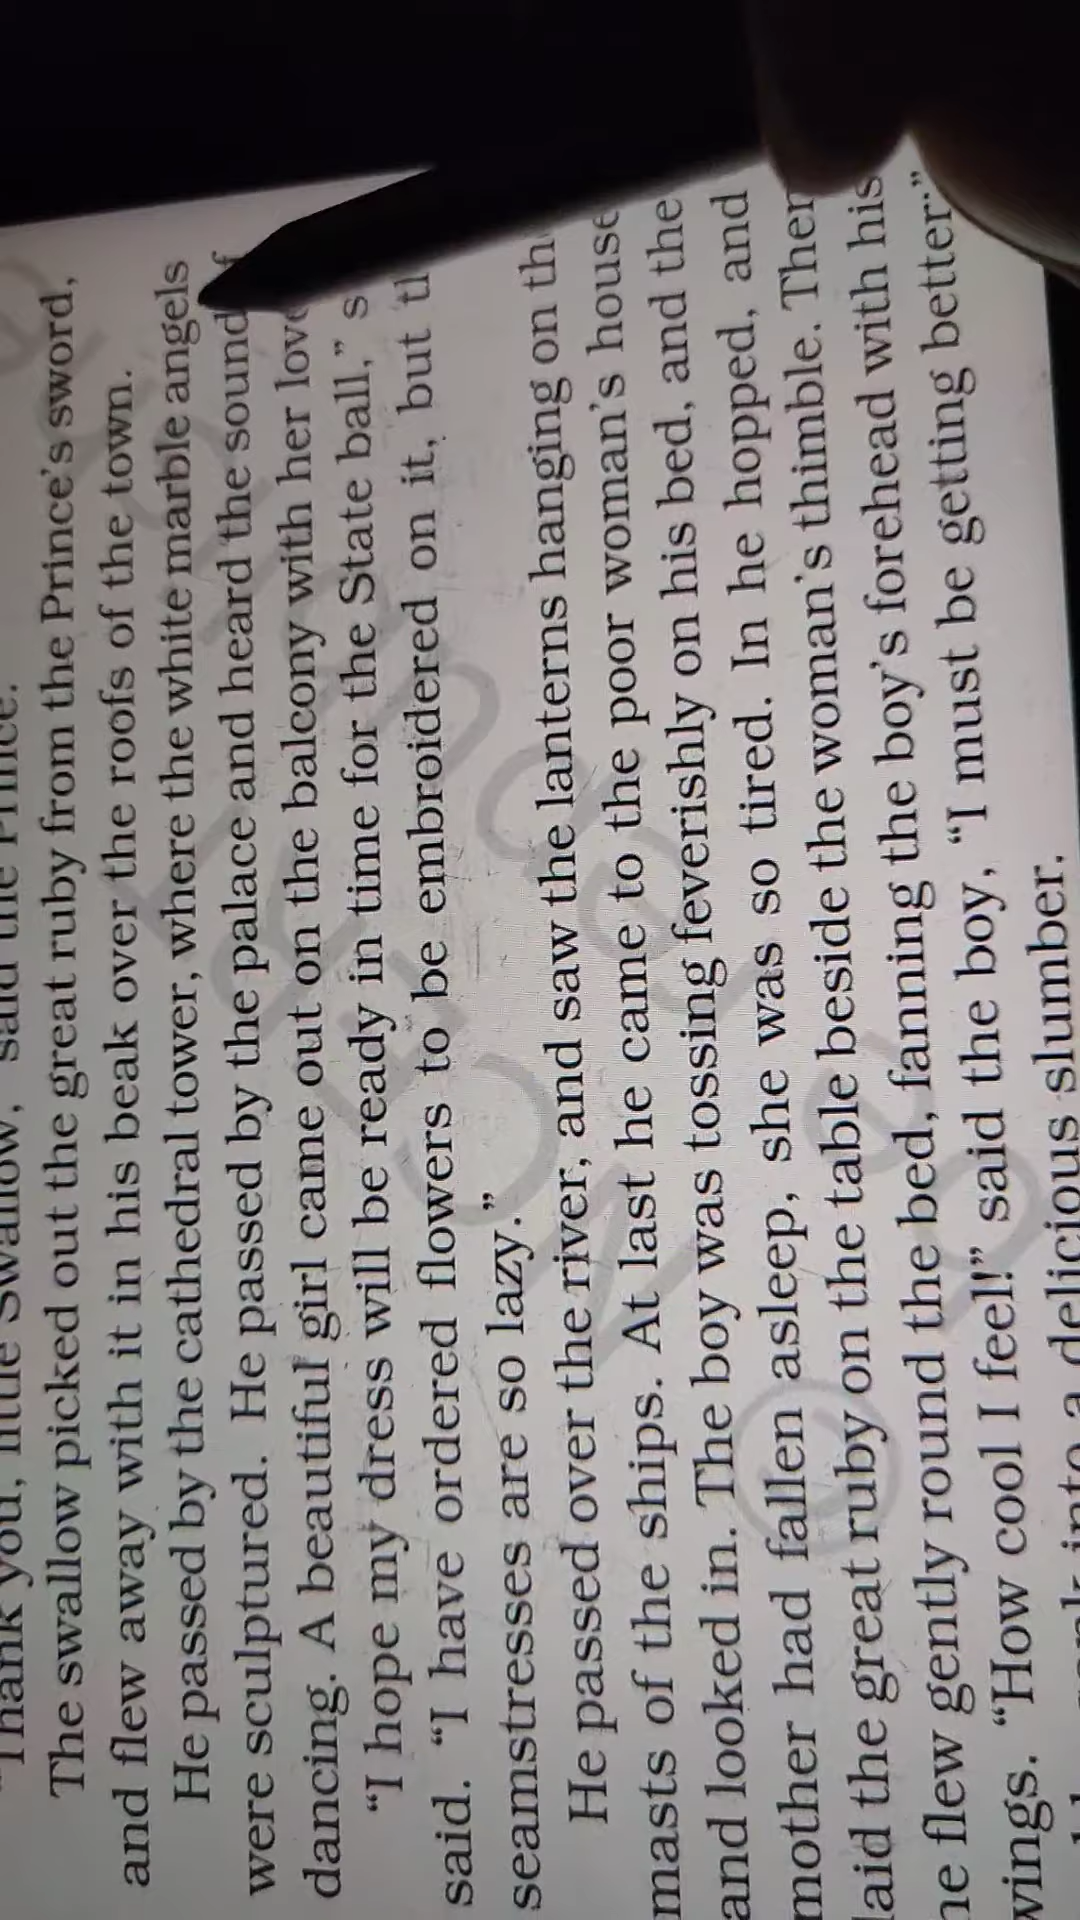 Thank you, little Swallow," said the Prince.
The swallow picked out the great ruby from the Prince's sword,
and flew away with it in his beak over the roofs of the town.
He passed by the cathedral tower, where the white marble angels
were sculptured. He passed by the palace and heard the sound of
dancing. A beautiful girl came out on the balcony with her
"I hope my dress will be ready in time for the State ball,"
said. "I have ordered flowers to be embroidered on it, but
seamstresses are so lazy."
He passed over the river, and saw the lanterns hanging on
masts of the ships. At last he came to the poor woman's house
and looked in. The boy was tossing feverishly on his bed, and the
mother had fallen asleep, she was so tired. In he hopped, and
laid the great ruby on the table beside the woman's thimble.
he flew gently round the bed, fanning the boy's forehead with his
wings. "How cool I feel!" said the boy, "I must be getting better."
into a delicious slumber.